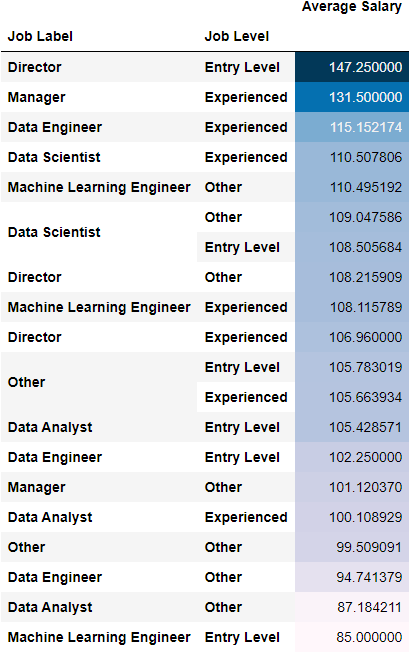 Average Salary
Job Label Job Level
Director Entry Level 147.250000
Manager Experienced 131.500000
Data Engineer Experienced 115.152174
Data Scientist Experienced 110.507806
Machine Learning Engineer Other 110.495192
Data Scientist Other 109.047586
Entry Level 108.505684
Director Other 108.215909
Machine Learning Engineer Experienced 108.115789
Director Experienced 106.960000
Other Entry Level 105.783019
Experienced 105.663934
Data Analyst Entry Level 105.428571
Data Engineer Entry Level 102.250000
Manager Other 101.120370
Data Analyst Experienced 100.108929
Other Other 99.509091
Data Engineer Other 94.741379
Data Analyst Other 87.184211
Machine Learning Engineer Entry Level 85.000000